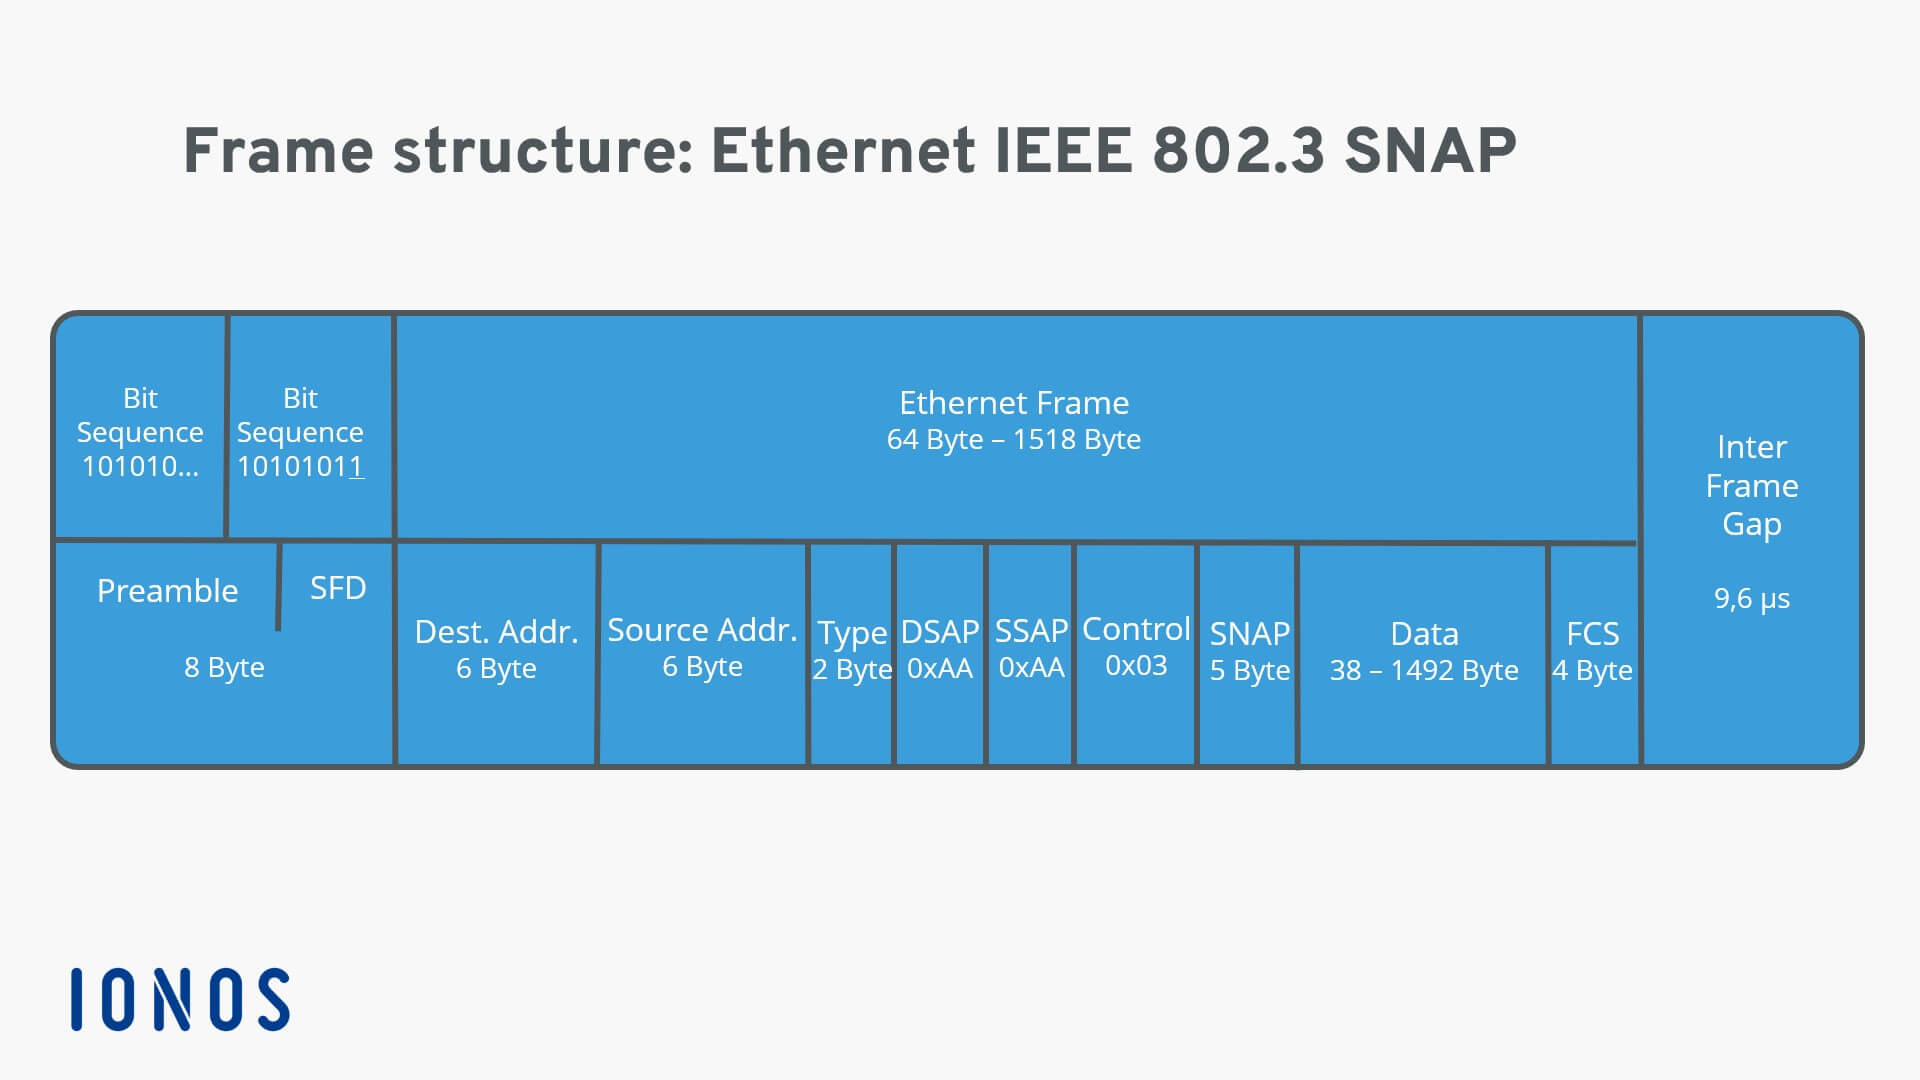 Frame structure: Ethernet IEEE 802.3 SNAP
Bit
Sequence
101010...
Bit
Sequence
10101011
Ethernet Frame
64 Byte – 1518 Byte
Inter
Frame
Gap
9,6 µs
Preamble
SFD
8 Byte
Dest. Addr.
6 Byte
Source Addr.
6 Byte
Type
2 Byte
DSAP
0xAA
SSAP
0xAA
Control
0x03
SNAP
5 Byte
Data
38 – 1492 Byte
FCS
4 Byte
IONOS